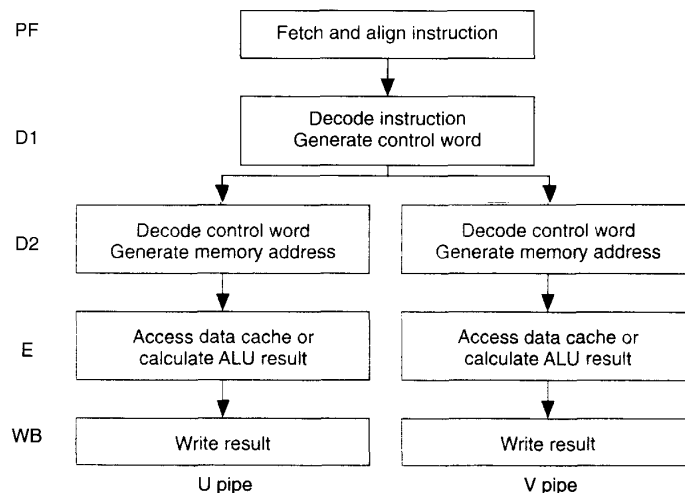 PF
Fetch and align instruction
D1
Decode instruction
Generate control word
D2
Decode control word
Generate memory address
Decode control word
Generate memory address
E
Access data cache or
calculate ALU result
Access data cache or
calculate ALU result
WB
Write result
Write result
U pipe
V pipe